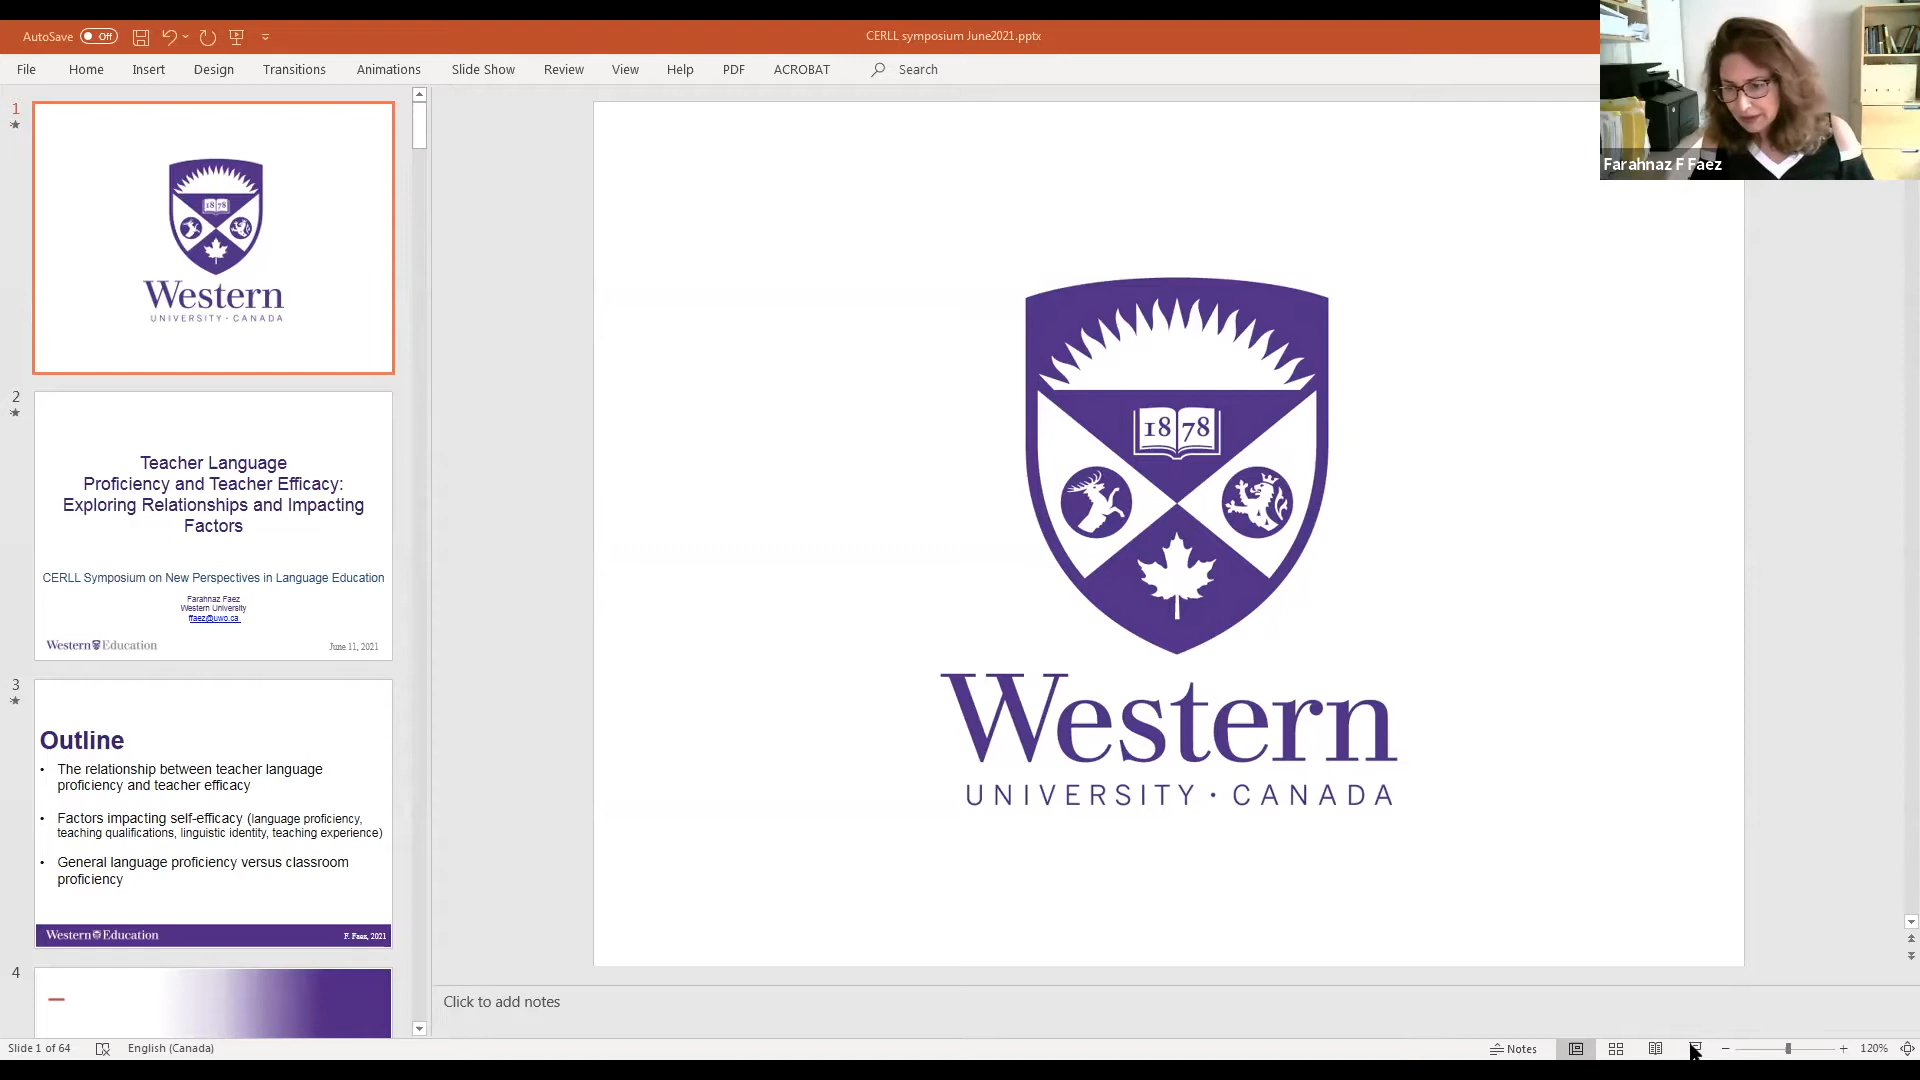 AutoSave Off
CERLL symposium June2021.pptx
File Home Insert Design Transitions Animations Slide Show Review View Help PDF ACROBAT Search
Farahnaz F Faez
1
1878
Western
UNIVERSITY · CANADA
2
Teacher Language
Proficiency and Teacher Efficacy:
Exploring Relationships and Impacting
Factors
CERLL Symposium on New Perspectives in Language Education
Farahnaz Faez
Western University
ffaez@uwo.ca
Western Education
June 11, 2021
3
Outline
• The relationship between teacher language
proficiency and teacher efficacy
• Factors impacting self-efficacy (language proficiency,
teaching qualifications, linguistic identity, teaching experience)
• General language proficiency versus classroom
proficiency
Western Education
F. Faez, 2021
4
1878
Western
UNIVERSITY · CANADA
Click to add notes
Slide 1 of 64
English (Canada)
Notes
120%